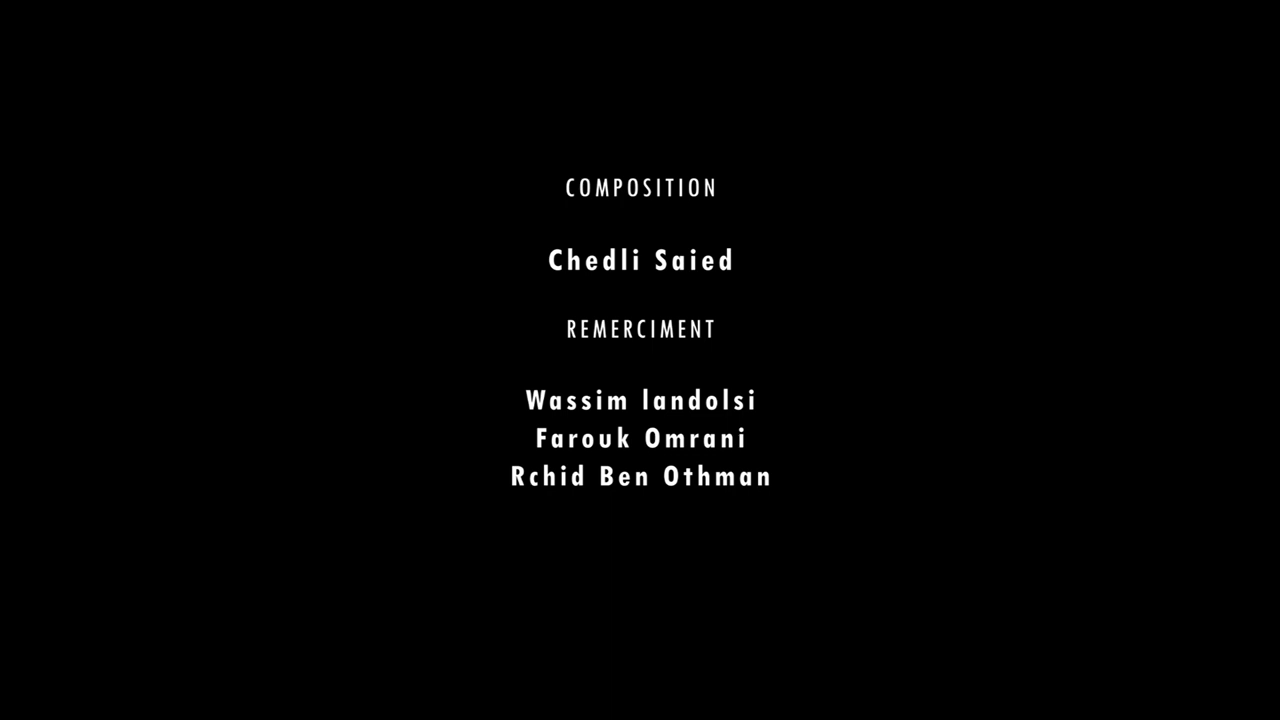 COMPOSITION
Chedli Saied
REMERCIMENT
Wassim landolsi
Farouk Omrani
Rchid Ben Othman